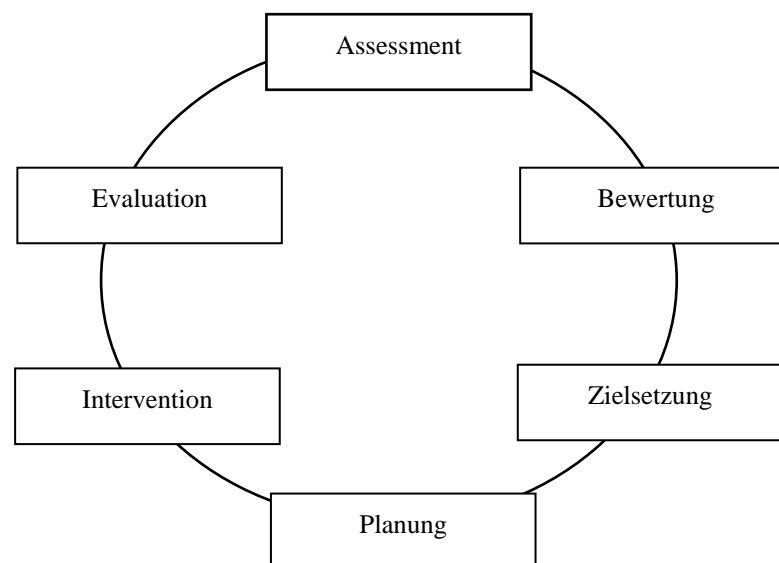 Assessment
Bewertung
Zielsetzung
Planung
Intervention
Evaluation